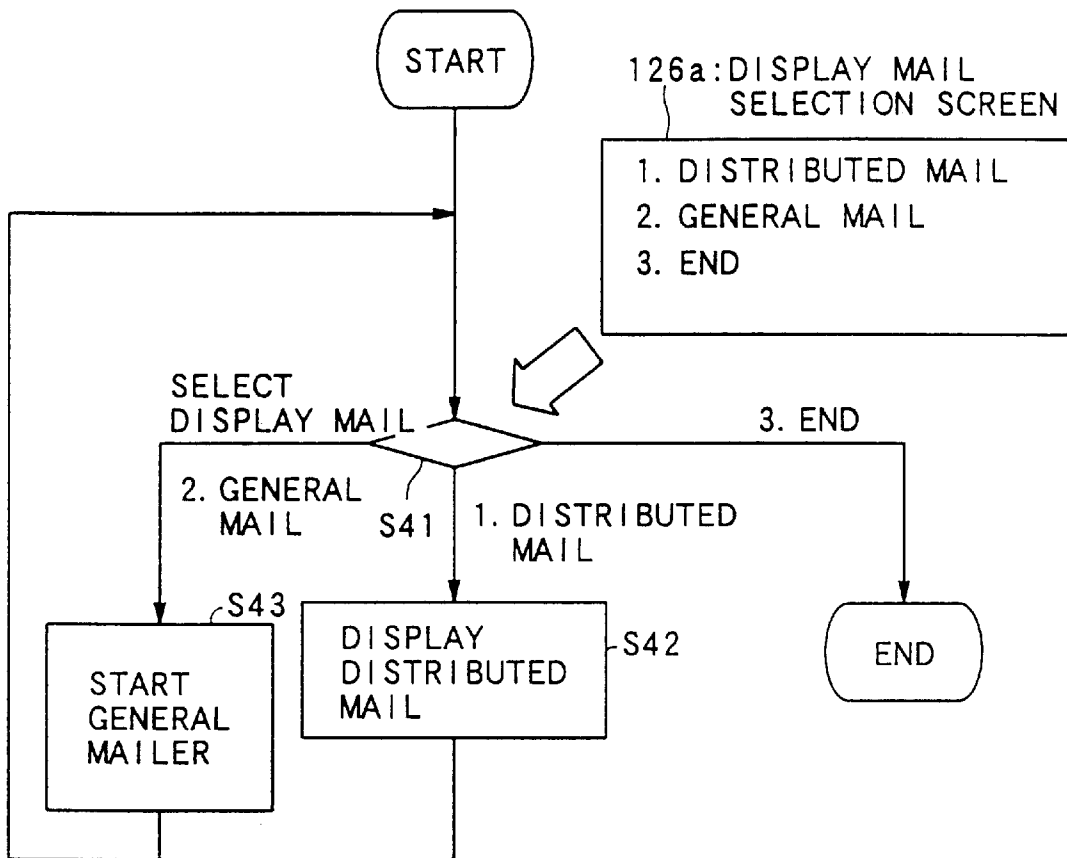 START
126a:DISPLAY MAIL
SELECTION SCREEN
1. DISTRIBUTED MAIL
2. GENERAL MAIL
3. END
SELECT
DISPLAY MAIL
3. END
2. GENERAL
MAIL
S41
1. DISTRIBUTED
MAIL
S43
START
GENERAL
MAILER
DISPLAY
DISTRIBUTED
MAIL
S42
END